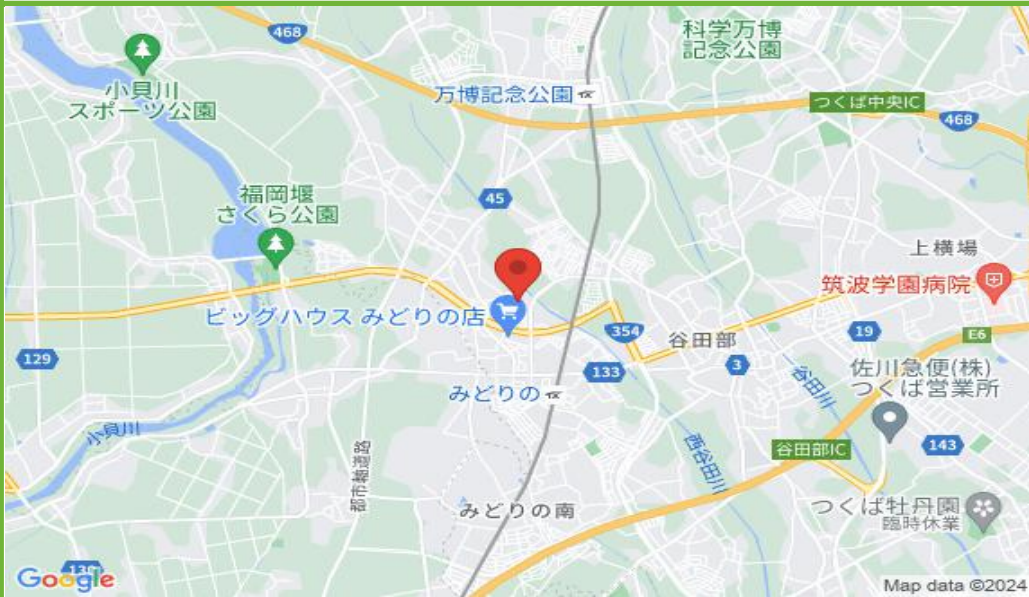 468
科学万博
記念公園
小貝川
スポーツ公園
万博記念公園
つくば中央IC
468
福岡堰
さくら公園
45
上横場
筑波学園病院
ビッグハウス みどりの店
354
谷田部
19
E6
129
133
3
佐川急便(株)
つくば営業所
みどりの
谷田川
小貝川
西谷田川
谷田部IC
143
都市軸道路
みどりの南
つくば牡丹園
臨時休業
130
Google
Map data ©2024